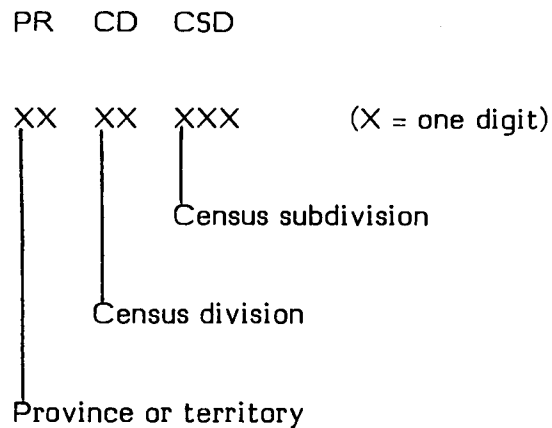 PR CD CSD
XX XX XXX (X = one digit)
Census subdivision
Census division
Province or territory